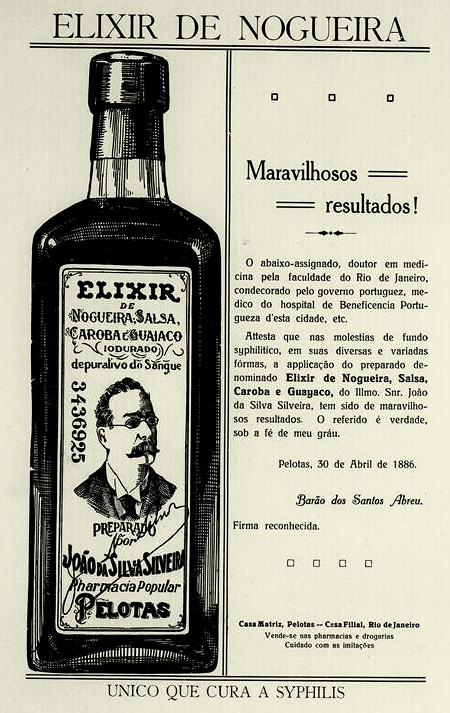 ELIXIR DE NOGUEIRA
ELIXIR
DE
NOGUEIRA, SALSA,
CAROBA E GUAIACO
(IODURADO)
depurativo do Sangue
3436925
PREPARADO
por
JOÃO DA SILVA SILVEIRA
Pharmacia Popular
PELOTAS
Maravilhosos
resultados!
O abaixo-assignado, doutor em medi-
cina pela faculdade do Rio de Janeiro,
condecorado pelo governo portuguez, me-
dico do hospital de Beneficencia Portu-
gueza d'esta cidade, etc.
Attesta que nas molestias de fundo
syphilitico, em suas diversas e variadas
fórmas, a applicação do preparado de-
nominado Elixir de Nogueira, Salsa,
Caroba e Guayaco, do Illmo. Snr. João
da Silva Silveira, tem sido de maravilho-
sos resultados. O referido é verdade,
sob a fé de meu gráu.
Pelotas, 30 de Abril de 1886.
Barão dos Santos Abreu.
Firma reconhecida.
Casa Matriz, Pelotas -- Casa Filial, Rio de Janeiro
Vende-se nas pharmacias e drogarias
Cuidado com as imitações
UNICO QUE CURA A SYPHILIS